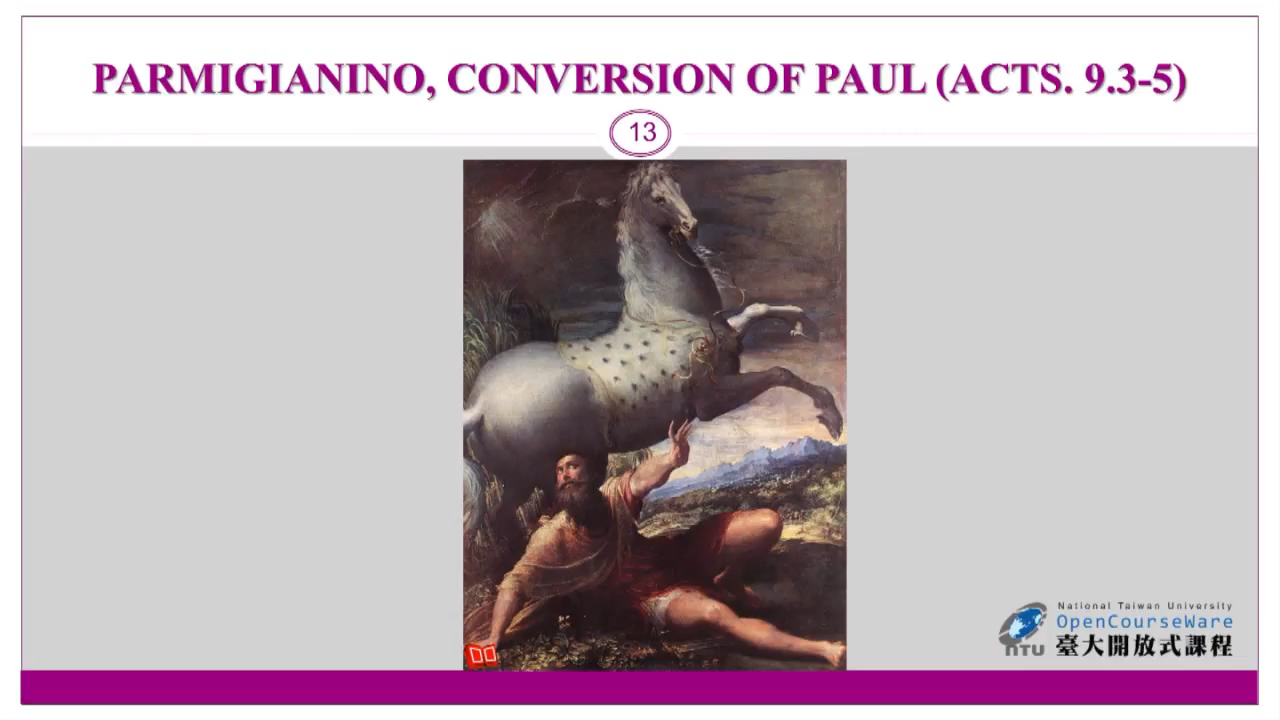 PARMIGIANINO, CONVERSION OF PAUL (ACTS. 9.3-5)
13
National Taiwan University
OpenCourseWare
NTU 臺大開放式課程